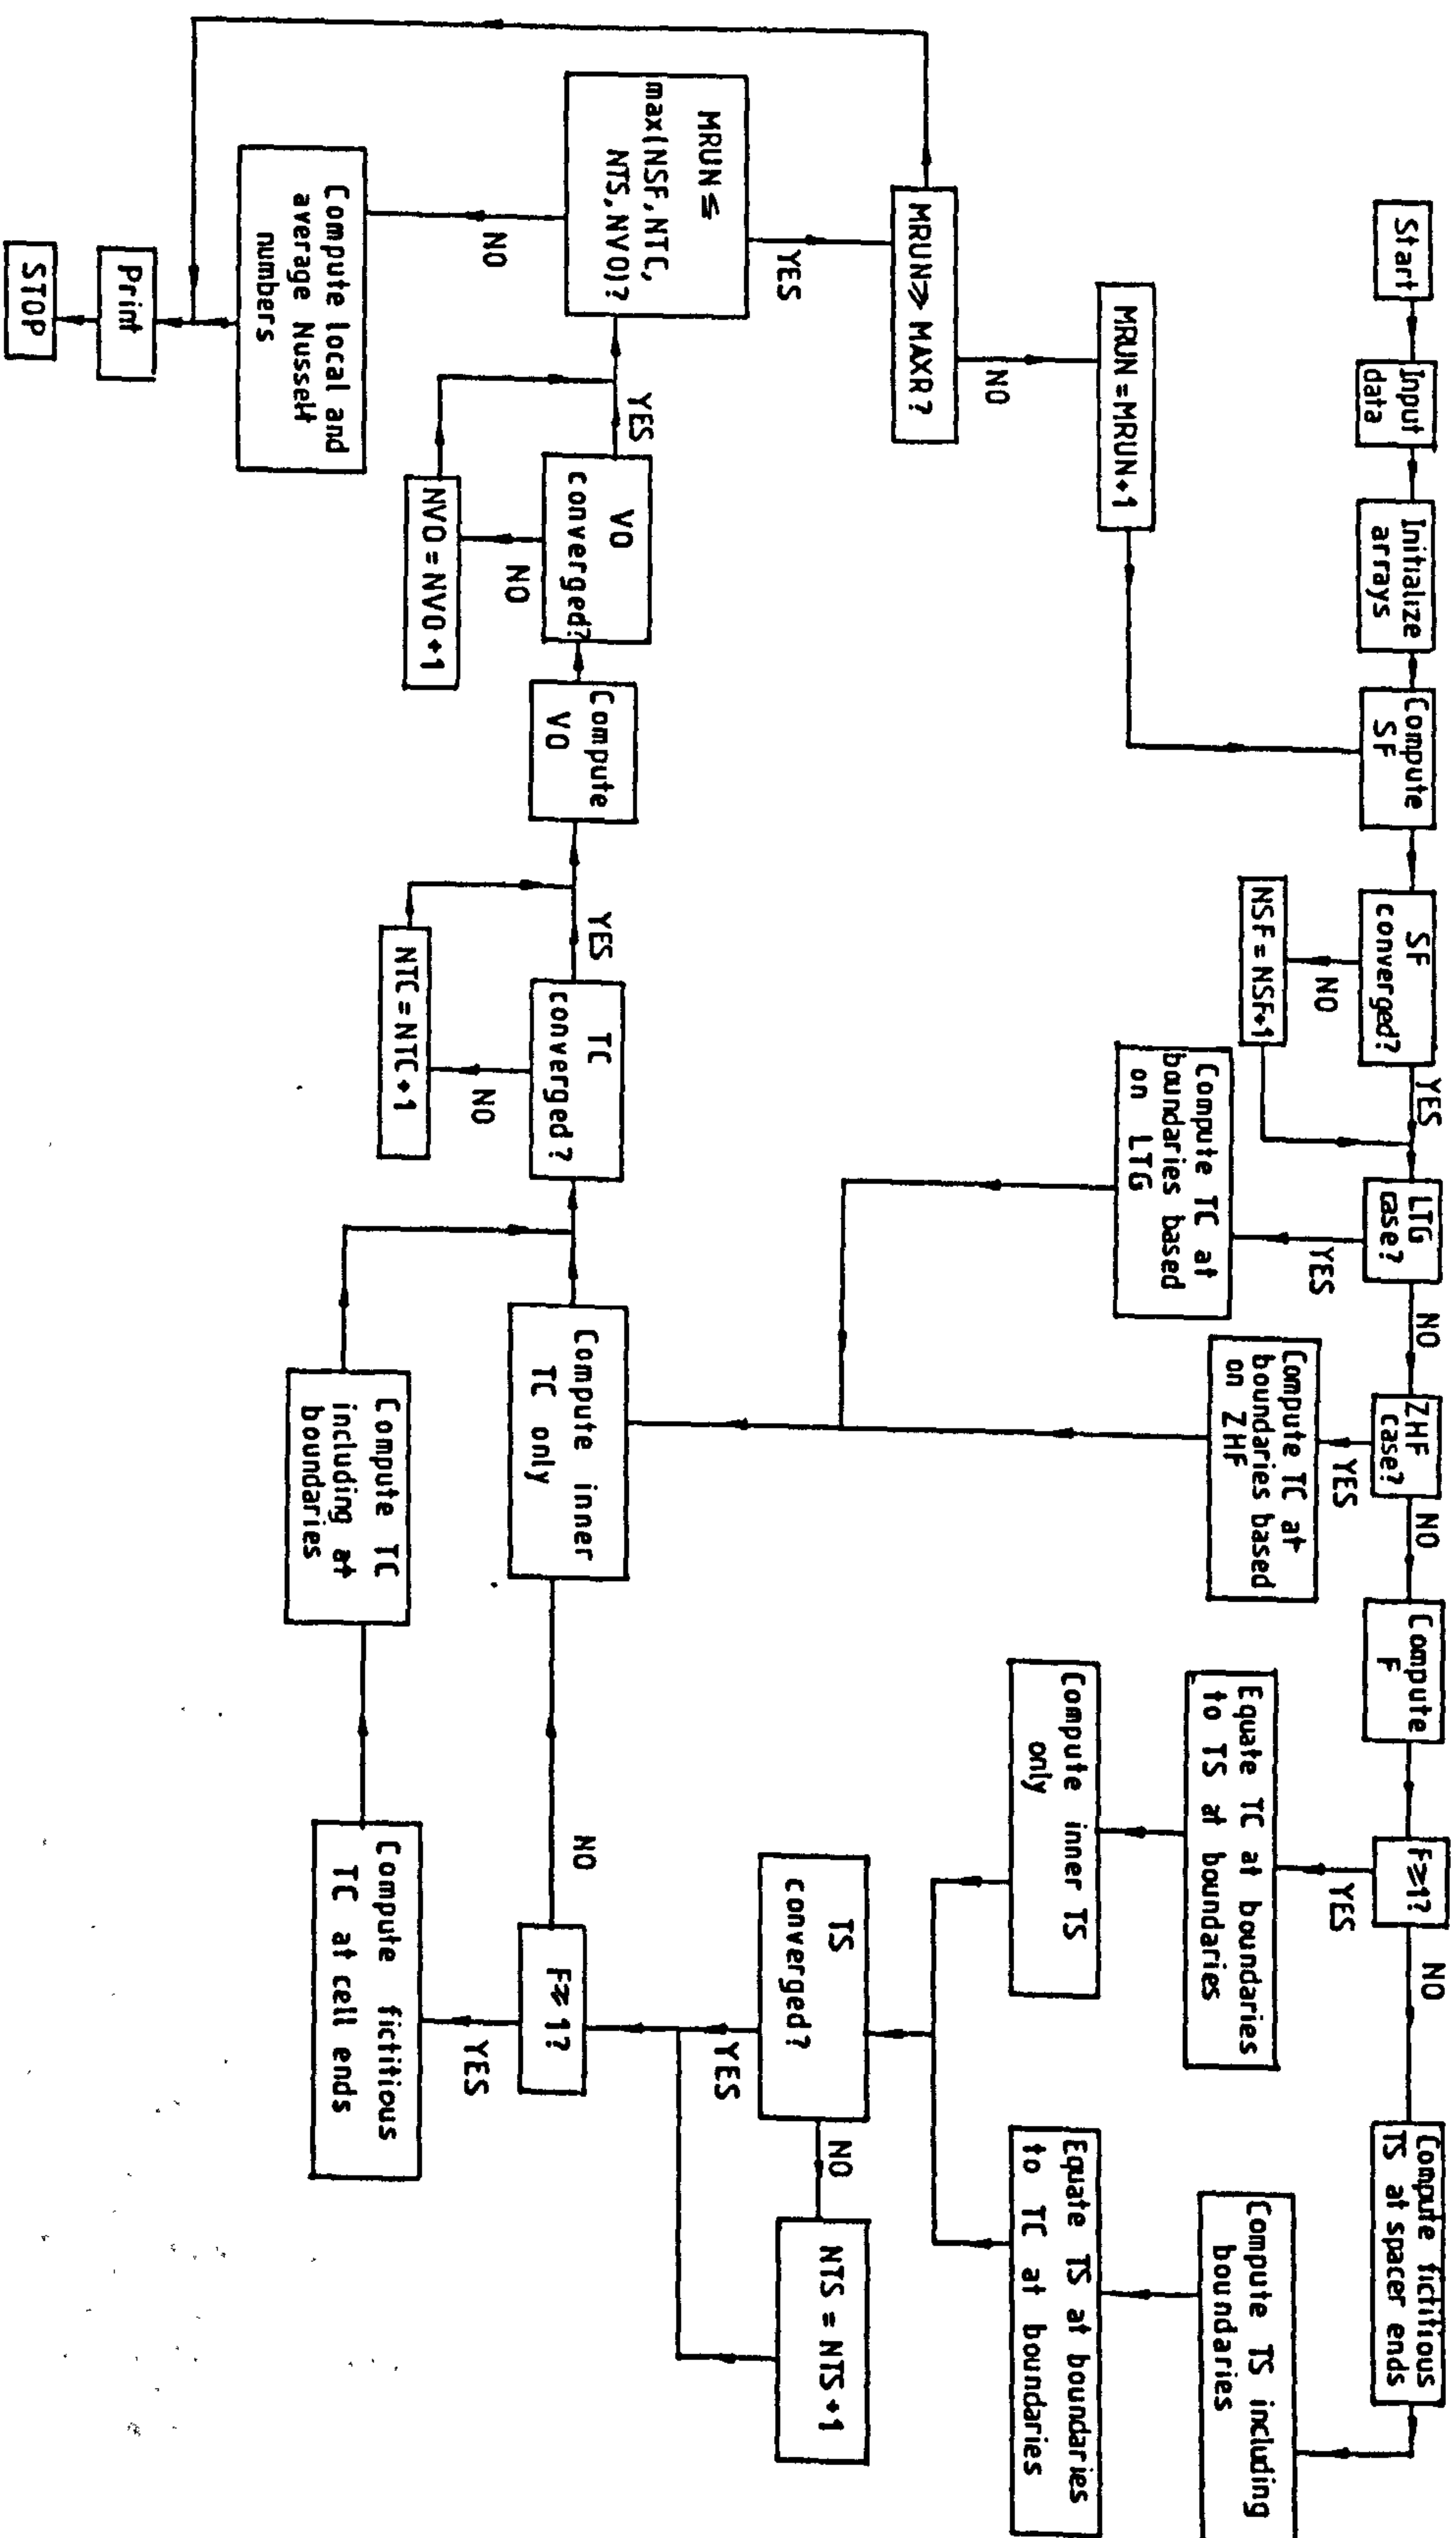 Start
Input
data
Initialize
arrays
Compute
SF
SF
converged?
YES
NO
NSF = NSF+1
LTG
case?
YES
NO
Compute TC at
boundaries based
on LTG
ZHF
case?
YES
NO
Compute TC at
boundaries based
on ZHF
Compute
F
F≥1?
YES
NO
Equate TC at boundaries
to TS at boundaries
Compute inner TS
only
Compute fictitious
TS at spacer ends
Compute TS including
boundaries
Equate TS at boundaries
to TC at boundaries
TS
converged?
NO
YES
NTS = NTS+1
F≥1?
NO
YES
Compute fictitious
TC at cell ends
Compute TC
including at
boundaries
Compute inner
TC only
TC
converged?
YES
NO
NTC = NTC+1
Compute
VO
VO
converged?
YES
NO
NVO = NVO+1
MRUN ≤
max(NSF,NTC,
NTS,NVO)?
YES
NO
MRUN≥ MAXR?
NO
MRUN=MRUN+1
Compute local and
average Nusselt
numbers
Print
STOP